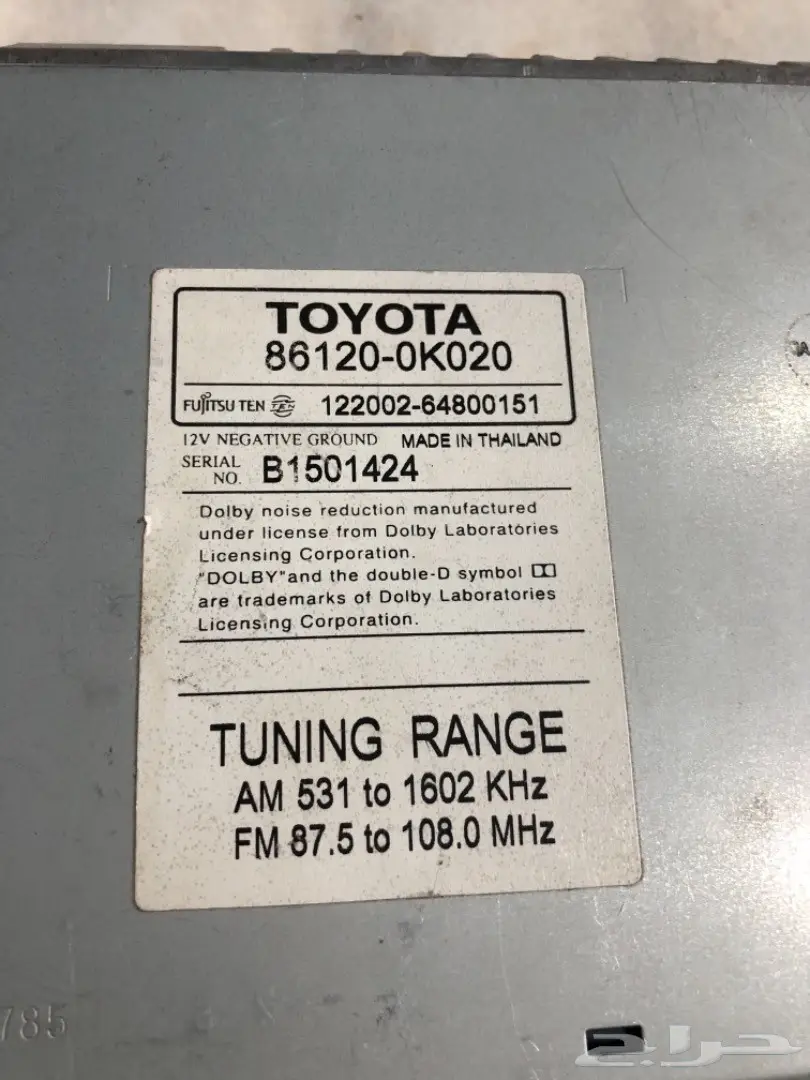 TOYOTA
86120-0K020
FUJITSU TEN TEN 122002-64800151
12V NEGATIVE GROUND MADE IN THAILAND
SERIAL NO. B1501424
Dolby noise reduction manufactured
under license from Dolby Laboratories
Licensing Corporation.
"DOLBY"and the double-D symbol
are trademarks of Dolby Laboratories
Licensing Corporation.
TUNING RANGE
AM 531 to 1602 KHz
FM 87.5 to 108.0 MHz
785
حراج